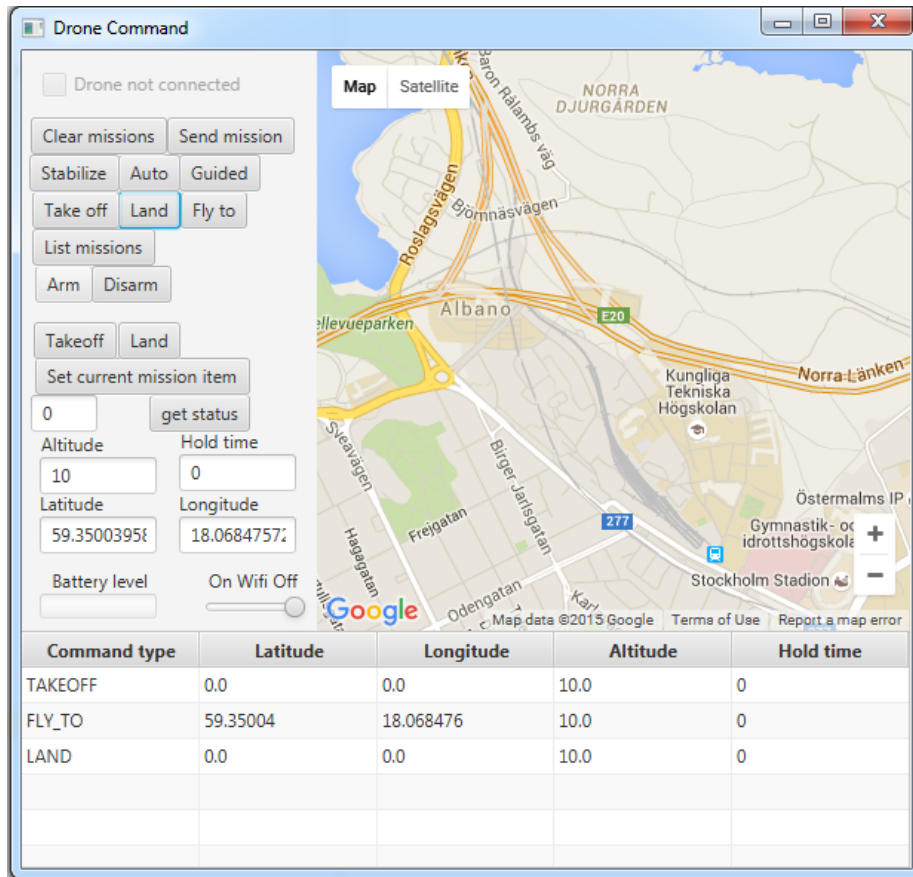 Drone Command
Drone not connected
Clear missions Send mission
Stabilize Auto Guided
Take off Land Fly to
List missions
Arm Disarm
Takeoff Land
Set current mission item
0 get status
Altitude Hold time
10 0
Latitude Longitude
59.35003958 18.06847572
Battery level On Wifi Off
Map Satellite
Baron Rålambs väg
NORRA
DJURGÅRDEN
Björnnäsvägen
Roslagsvägen
Albano
ellevueparken
E20
Norra Länken
Kungliga
Tekniska
Högskolan
Sveavägen
Birger Jarlsgatan
Östermalms IP
Freigatan
Hagagatan
277
Gymnastik- oc
idrottshögskola
+
Stockholm Stadion
−
Odengatan
Karl
Google
Map data ©2015 Google Terms of Use Report a map error
Command type Latitude Longitude Altitude Hold time
TAKEOFF 0.0 0.0 10.0 0
FLY_TO 59.35004 18.068476 10.0 0
LAND 0.0 0.0 10.0 0